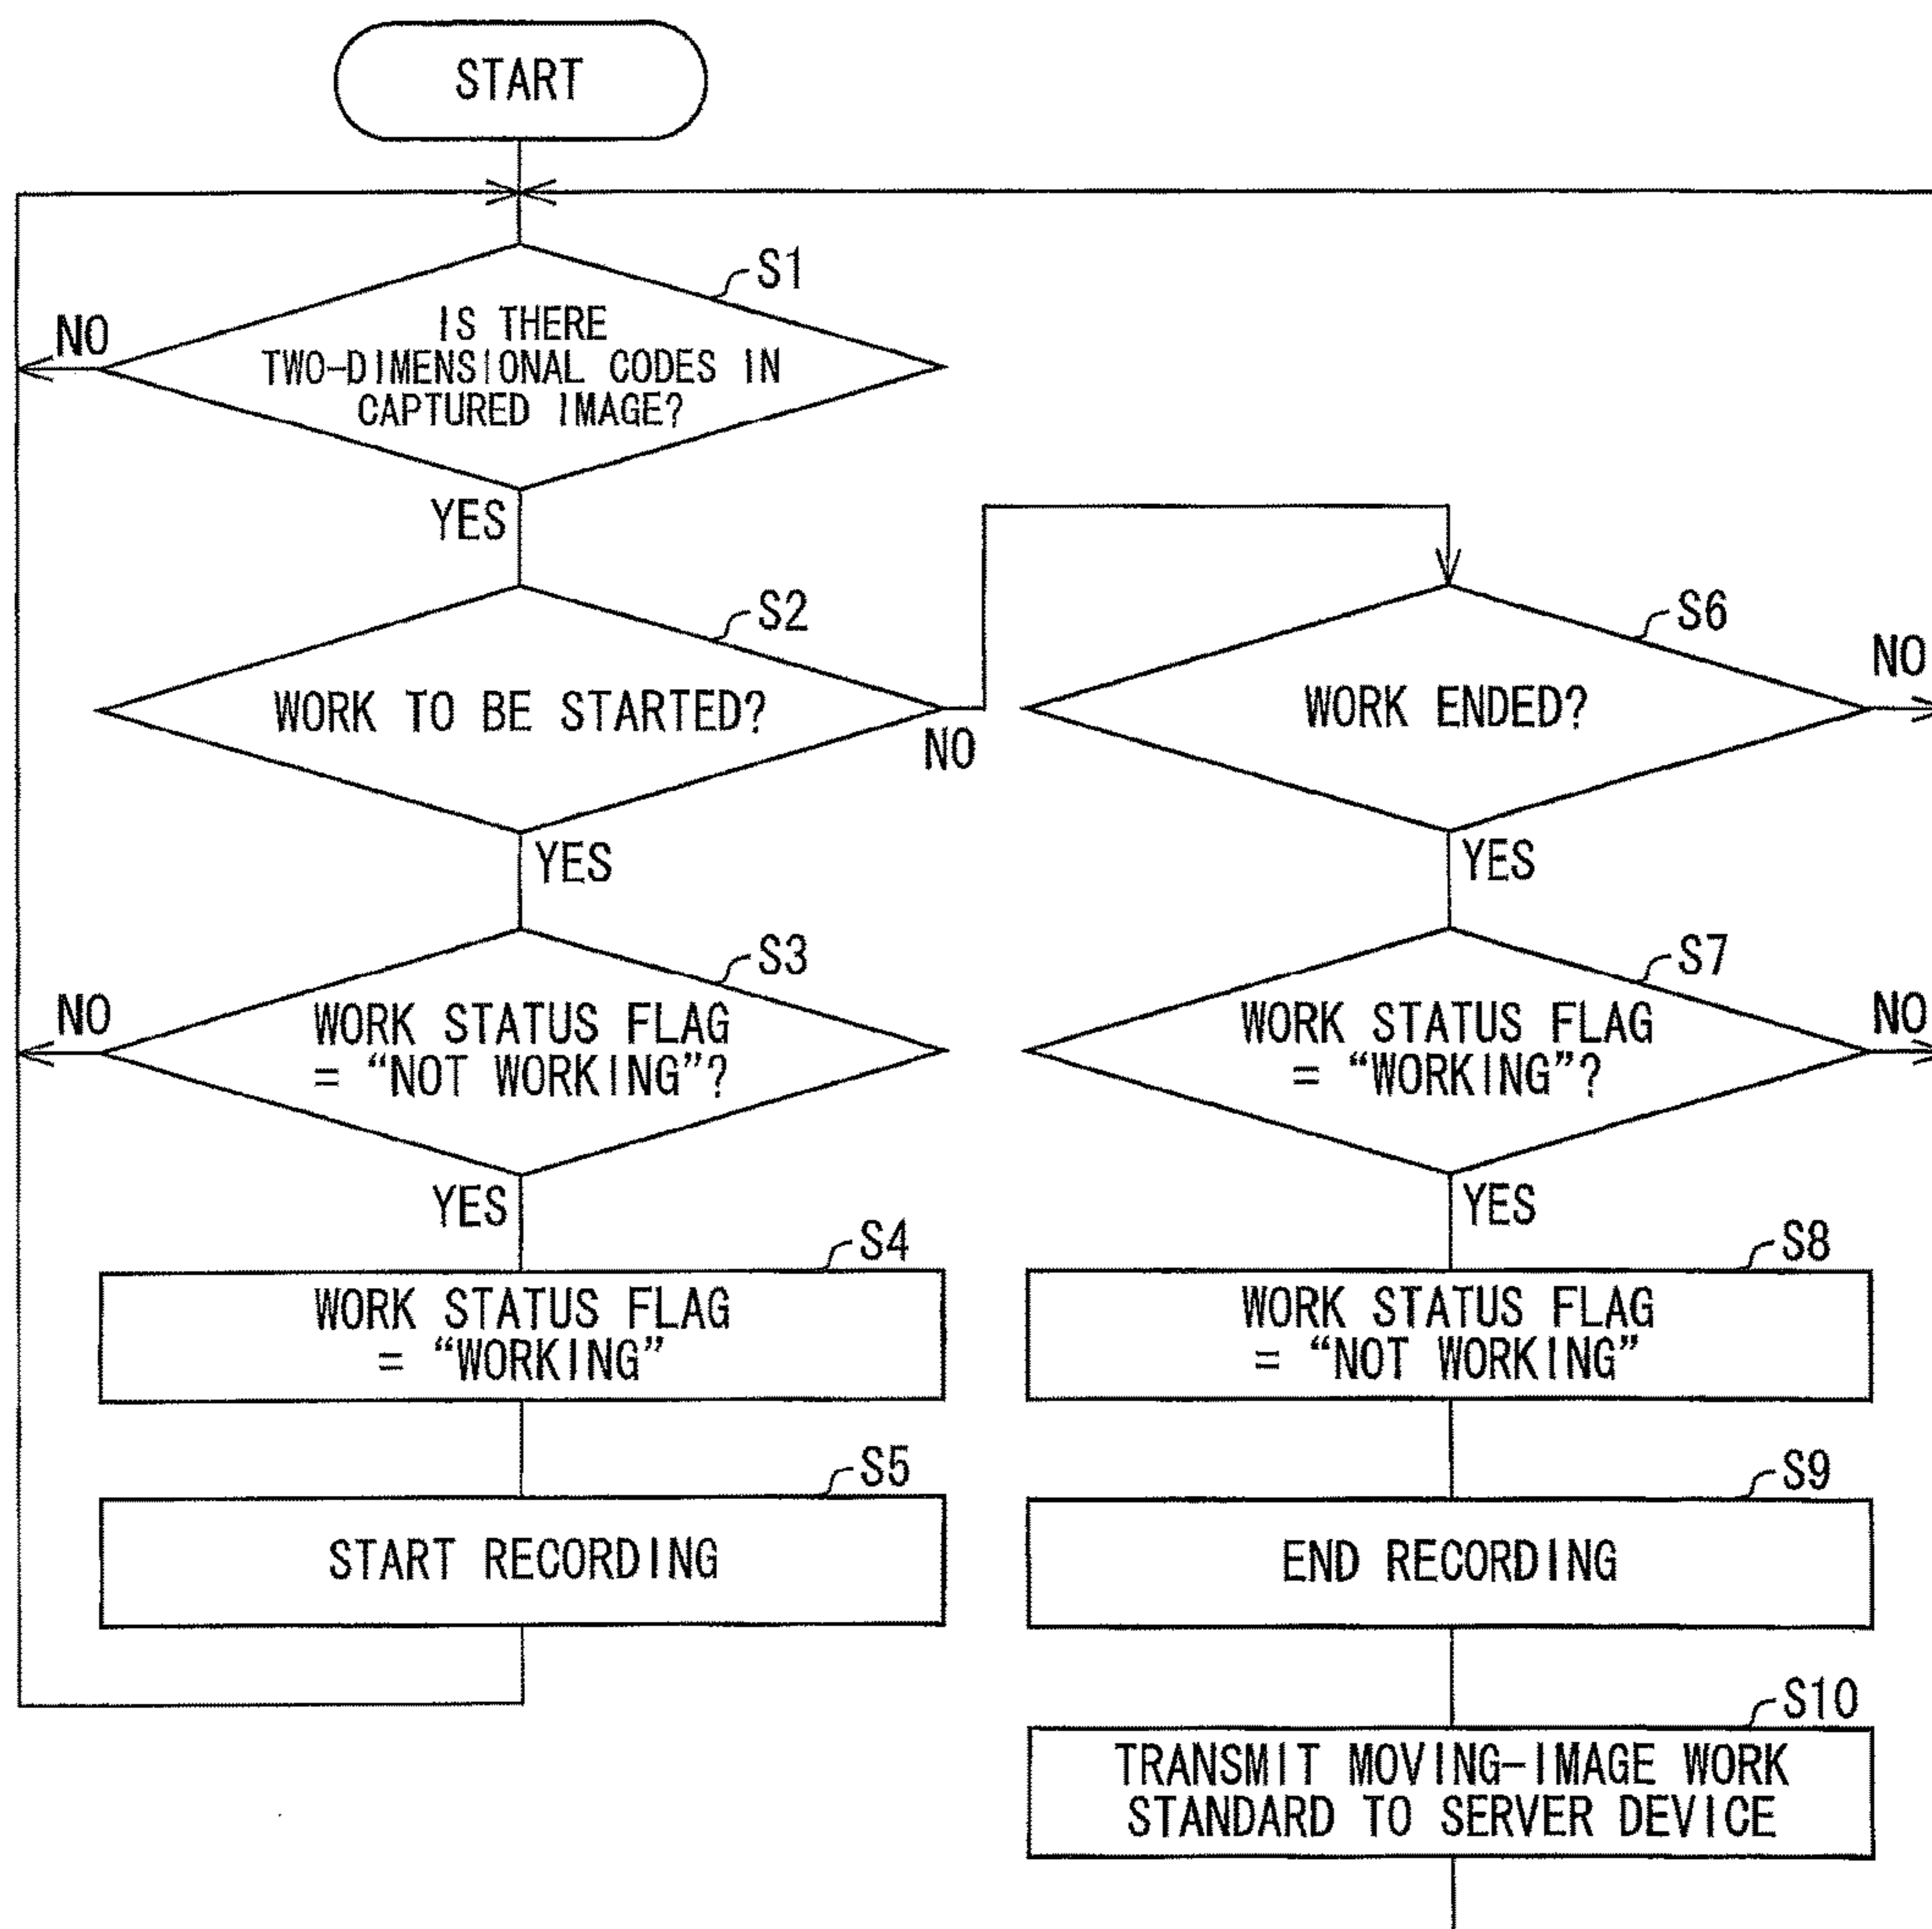 START
S1
NO
IS THERE
TWO-DIMENSIONAL CODES IN
CAPTURED IMAGE?
YES
S2
WORK TO BE STARTED?
NO
YES
S3
NO
WORK STATUS FLAG
= “NOT WORKING”?
YES
S4
WORK STATUS FLAG
= “WORKING”
S5
START RECORDING
S6
WORK ENDED?
NO
YES
S7
WORK STATUS FLAG
= “WORKING”?
NO
YES
S8
WORK STATUS FLAG
= “NOT WORKING”
S9
END RECORDING
S10
TRANSMIT MOVING-IMAGE WORK
STANDARD TO SERVER DEVICE